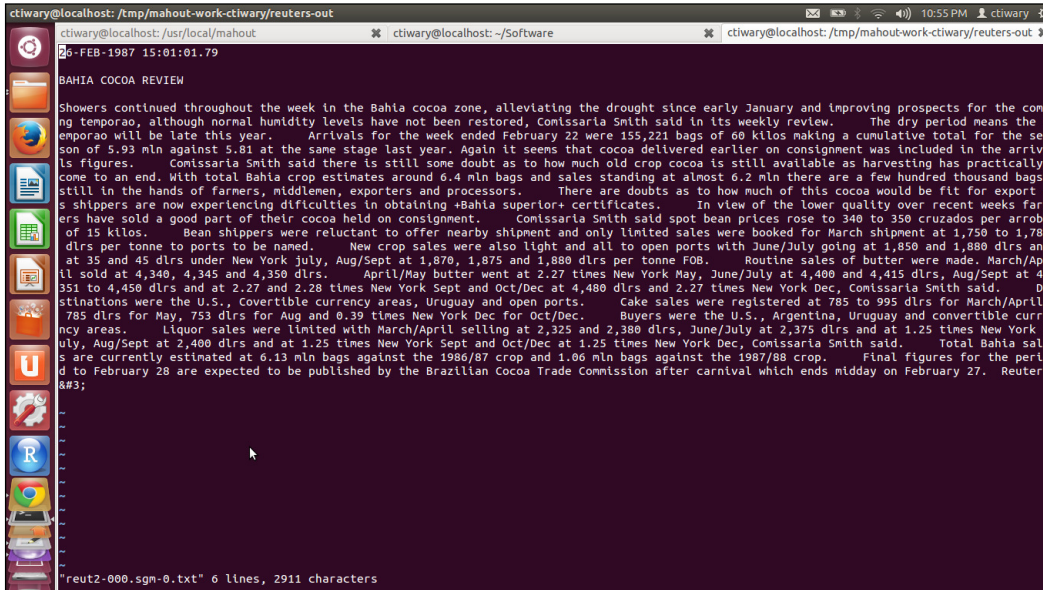 ctiwary@localhost: /tmp/mahout-work-ctiwary/reuters-out
10:55 PM ctiwary
ctiwary@localhost: /usr/local/mahout
ctiwary@localhost: ~/Software
ctiwary@localhost: /tmp/mahout-work-ctiwary/reuters-out
26-FEB-1987 15:01:01.79
BAHIA COCOA REVIEW
Showers continued throughout the week in the Bahia cocoa zone, alleviating the drought since early January and improving prospects for the com
ng temporao, although normal humidity levels have not been restored, Comissaria Smith said in its weekly review. The dry period means the
emporao will be late this year. Arrivals for the week ended February 22 were 155,221 bags of 60 kilos making a cumulative total for the se
son of 5.93 mln against 5.81 at the same stage last year. Again it seems that cocoa delivered earlier on consignment was included in the arriv
ls figures. Comissaria Smith said there is still some doubt as to how much old crop cocoa is still available as harvesting has practically
come to an end. With total Bahia crop estimates around 6.4 mln bags and sales standing at almost 6.2 mln there are a few hundred thousand bags
still in the hands of farmers, middlemen, exporters and processors. There are doubts as to how much of this cocoa would be fit for export
s shippers are now experiencing dificulties in obtaining +Bahia superior+ certificates. In view of the lower quality over recent weeks far
ers have sold a good part of their cocoa held on consignment. Comissaria Smith said spot bean prices rose to 340 to 350 cruzados per arrob
of 15 kilos. Bean shippers were reluctant to offer nearby shipment and only limited sales were booked for March shipment at 1,750 to 1,78
dlrs per tonne to ports to be named. New crop sales were also light and all to open ports with June/July going at 1,850 and 1,880 dlrs an
at 35 and 45 dlrs under New York july, Aug/Sept at 1,870, 1,875 and 1,880 dlrs per tonne FOB. Routine sales of butter were made. March/Ap
il sold at 4,340, 4,345 and 4,350 dlrs. April/May butter went at 2.27 times New York May, June/July at 4,400 and 4,415 dlrs, Aug/Sept at 4
351 to 4,450 dlrs and at 2.27 and 2.28 times New York Sept and Oct/Dec at 4,480 dlrs and 2.27 times New York Dec, Comissaria Smith said. D
stinations were the U.S., Covertible currency areas, Uruguay and open ports. Cake sales were registered at 785 to 995 dlrs for March/April
785 dlrs for May, 753 dlrs for Aug and 0.39 times New York Dec for Oct/Dec. Buyers were the U.S., Argentina, Uruguay and convertible curr
ncy areas. Liquor sales were limited with March/April selling at 2,325 and 2,380 dlrs, June/July at 2,375 dlrs and at 1.25 times New York
uly, Aug/Sept at 2,400 dlrs and at 1.25 times New York Sept and Oct/Dec at 1.25 times New York Dec, Comissaria Smith said. Total Bahia sal
s are currently estimated at 6.13 mln bags against the 1986/87 crop and 1.06 mln bags against the 1987/88 crop. Final figures for the peri
d to February 28 are expected to be published by the Brazilian Cocoa Trade Commission after carnival which ends midday on February 27. Reuter
&#3;
~
~
~
~
~
~
~
~
~
"reut2-000.sgm-0.txt" 6 lines, 2911 characters